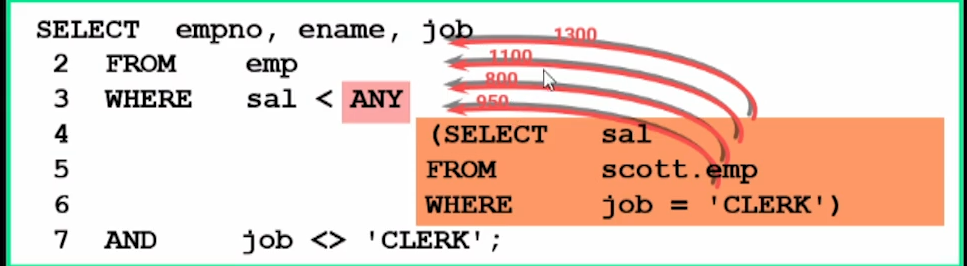 SELECT empno, ename, job
1300
2 FROM emp
1100
800
3 WHERE sal < ANY
950
4 (SELECT sal
5 FROM scott.emp
6 WHERE job = 'CLERK')
7 AND job <> 'CLERK';